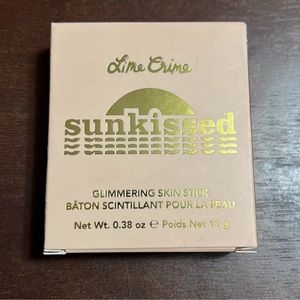 Lime Crime
sunkissed
GLIMMERING SKIN STICK
BÂTON SCINTILLANT POUR LA PEAU
Net Wt. 0.38 oz ℮ Poids Net 11 g